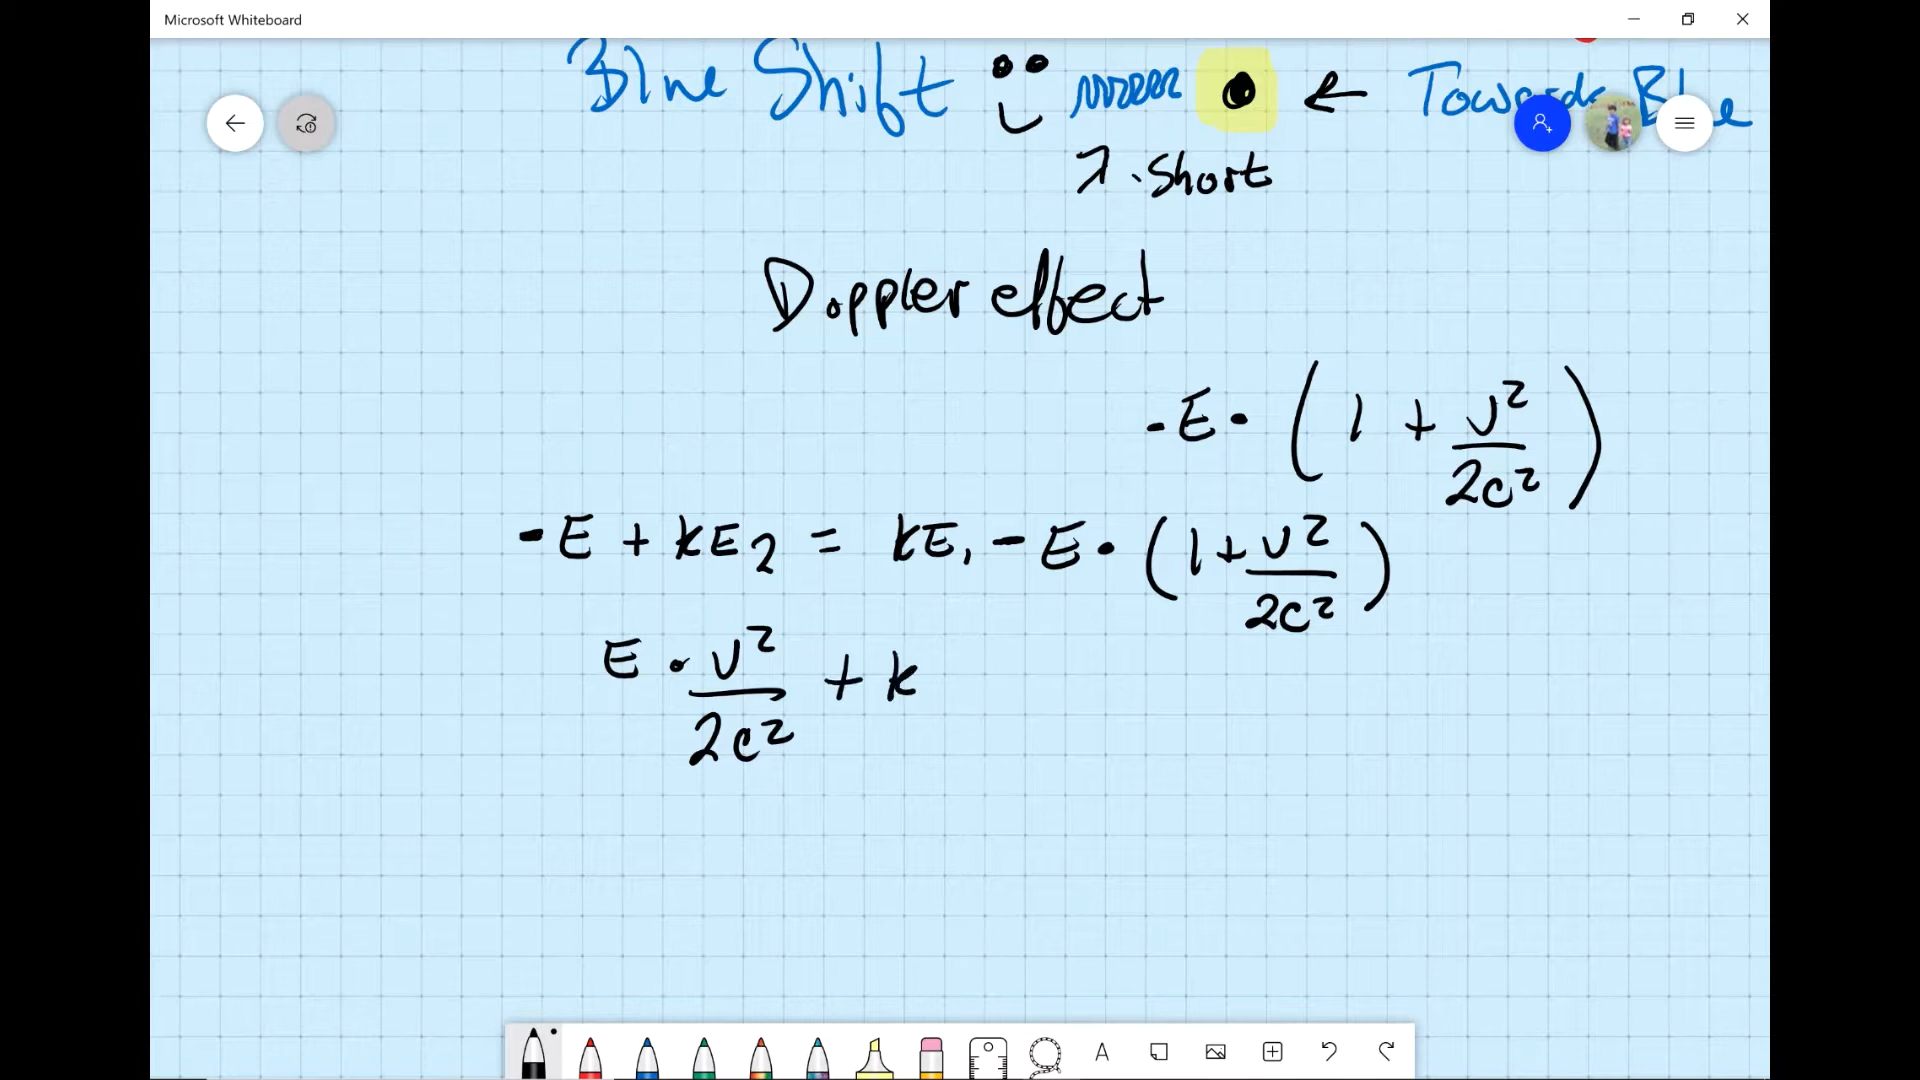 Microsoft Whiteboard
Blue Shift ← Towards Blue
λ · Short
Doppler effect
-E · ( 1 + v² / 2c² )
-E + KE₂ = KE₁ - E · ( 1 + v² / 2c² )
E · v² / 2c² + K
A